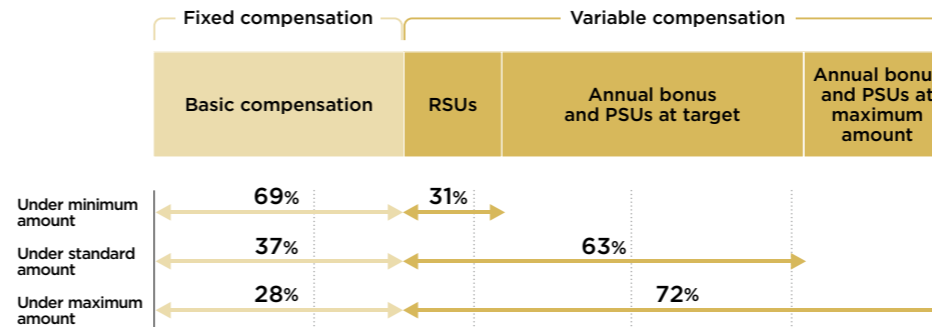 Fixed compensation
Variable compensation
Basic compensation
RSUs
Annual bonus
and PSUs at target
Annual bonu
and PSUs at
maximum
amount
Under minimum
amount
69%
31%
Under standard
amount
37%
63%
Under maximum
amount
28%
72%